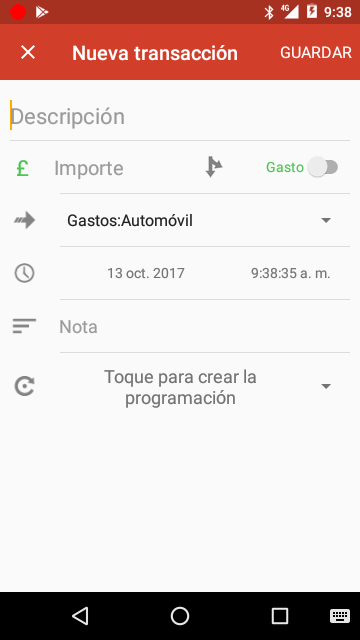 4G 9:38
Nueva transacción GUARDAR
Descripción
£ Importe Gasto
Gastos:Automóvil
13 oct. 2017 9:38:35 a. m.
Nota
Toque para crear la
programación